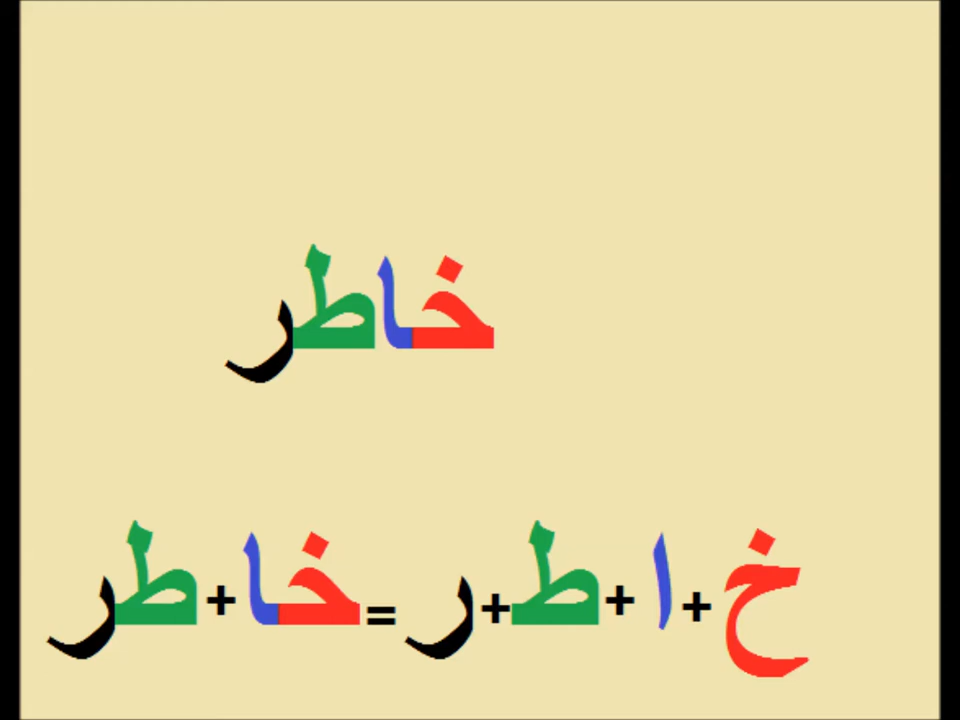 خاطر
خ + ا + ط + ر = خا + طر